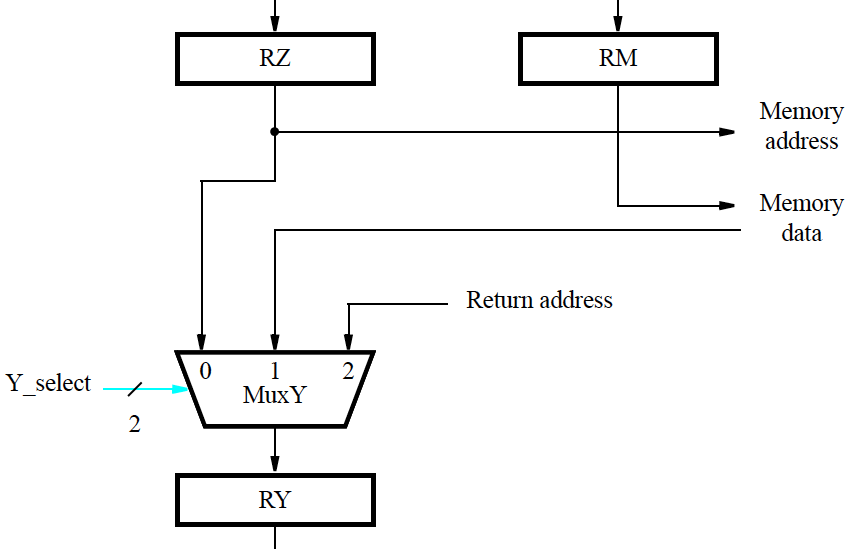 RZ
RM
Memory
address
Memory
data
Return address
0
1
2
MuxY
Y_select
2
RY